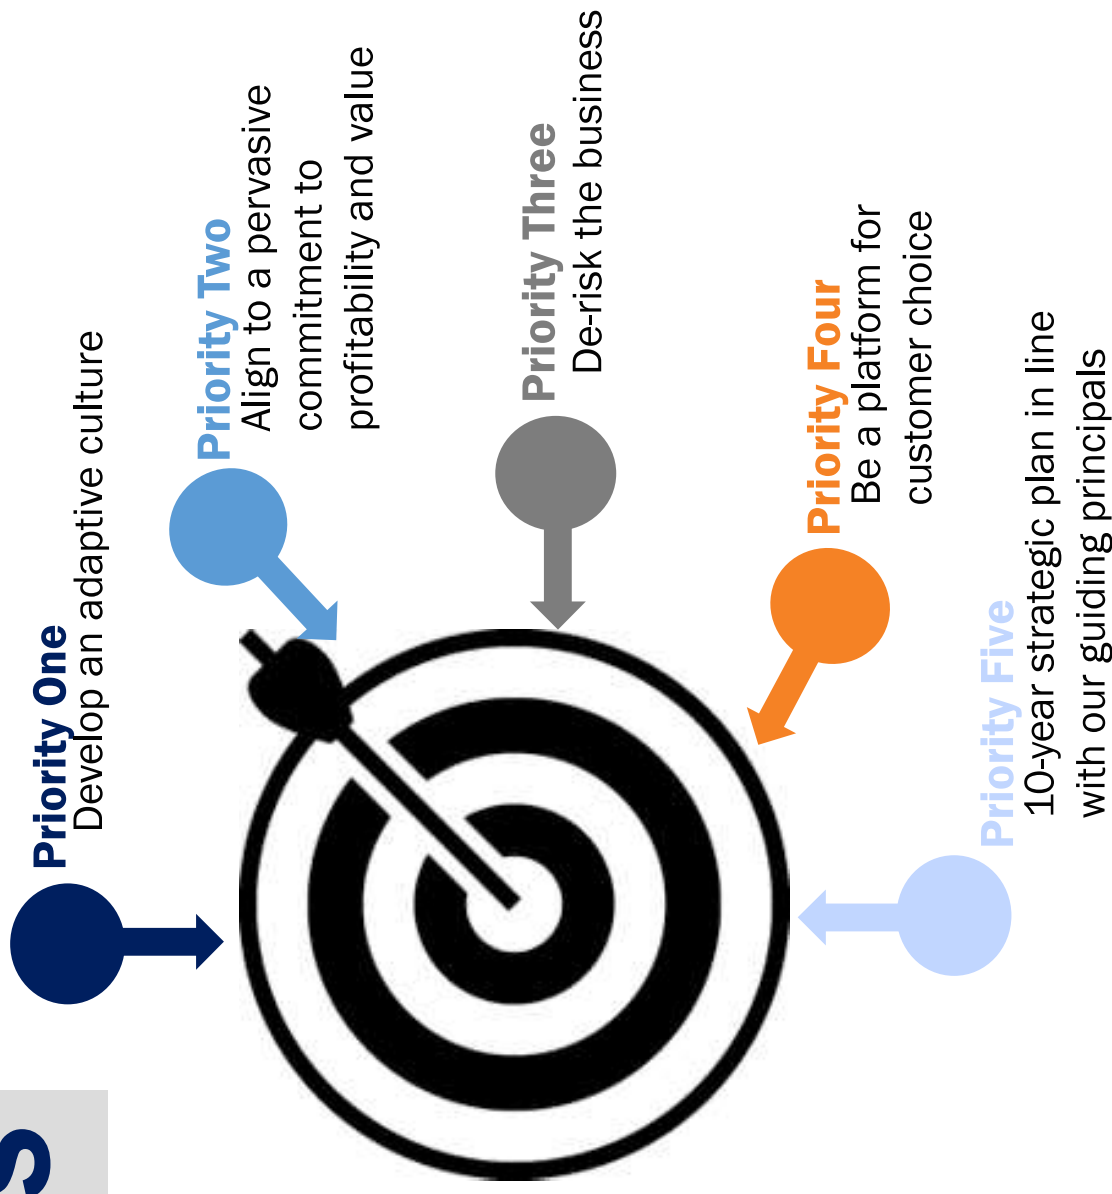 s
Priority One
Develop an adaptive culture
Priority Two
Align to a pervasive
commitment to
profitability and value
Priority Three
De-risk the business
Priority Four
Be a platform for
customer choice
Priority Five
10-year strategic plan in line
with our guiding principals